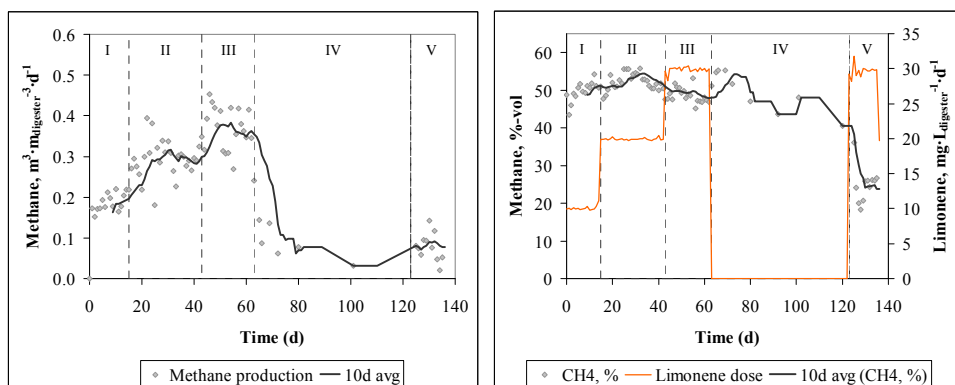 0.6
0.5
0.4
0.3
0.2
0.1
0.0
Methane, m³·m_digester⁻³·d⁻¹
I II III IV V
0 20 40 60 80 100 120 140
Time (d)
Methane production 10d avg
60
50
40
30
20
10
0
Methane, %-vol
I II III IV V
35
30
25
20
15
10
5
0
Limonene, mg·L_digester⁻¹·d⁻¹
0 20 40 60 80 100 120 140
Time (d)
CH4, % Limonene dose 10d avg (CH4, %)